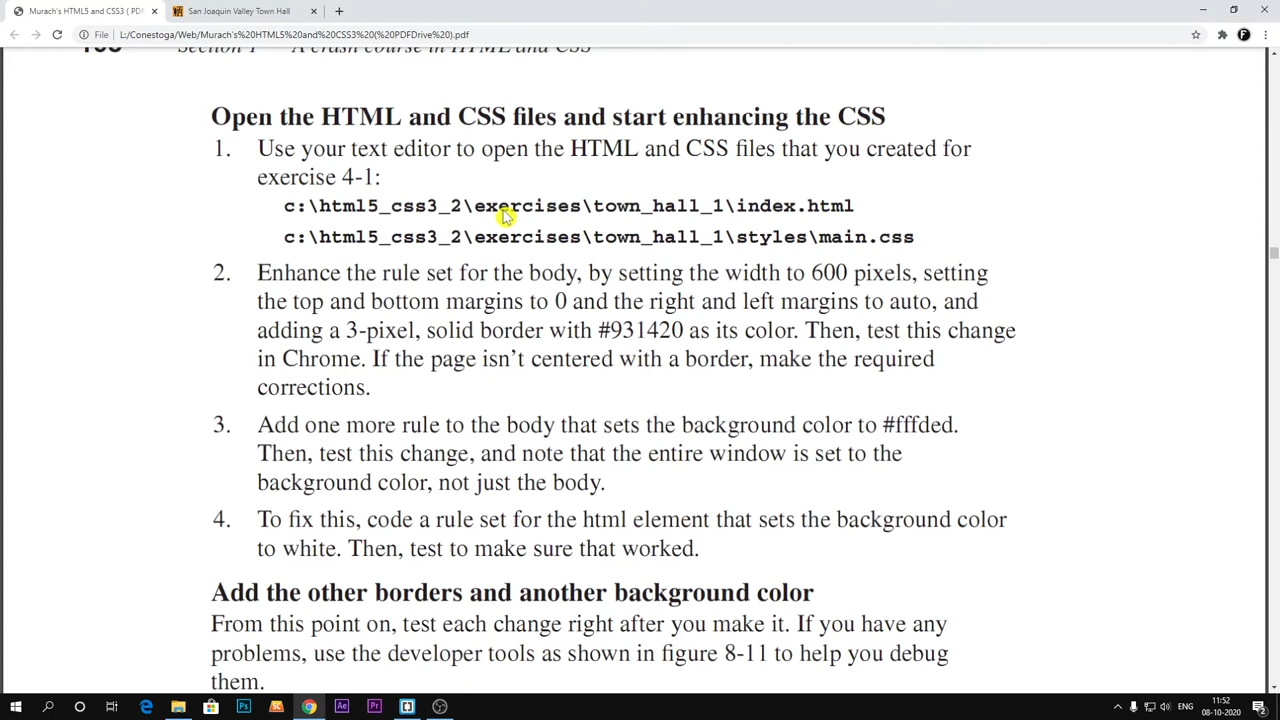 Murach's HTML5 and CSS3 ( PDF
San Joaquin Valley Town Hall
File
L:/Conestoga/Web/Murach's%20HTML5%20and%20CSS3%20(%20PDFDrive%20).pdf
Section 1 A crash course in HTML and CSS
Open the HTML and CSS files and start enhancing the CSS
1. Use your text editor to open the HTML and CSS files that you created for
exercise 4-1:
c:\html5_css3_2\exercises\town_hall_1\index.html
c:\html5_css3_2\exercises\town_hall_1\styles\main.css
2. Enhance the rule set for the body, by setting the width to 600 pixels, setting
the top and bottom margins to 0 and the right and left margins to auto, and
adding a 3-pixel, solid border with #931420 as its color. Then, test this change
in Chrome. If the page isn't centered with a border, make the required
corrections.
3. Add one more rule to the body that sets the background color to #fffded.
Then, test this change, and note that the entire window is set to the
background color, not just the body.
4. To fix this, code a rule set for the html element that sets the background color
to white. Then, test to make sure that worked.
Add the other borders and another background color
From this point on, test each change right after you make it. If you have any
problems, use the developer tools as shown in figure 8-11 to help you debug
them.
Ps
Ae
Pr
ENG
11:52
08-10-2020